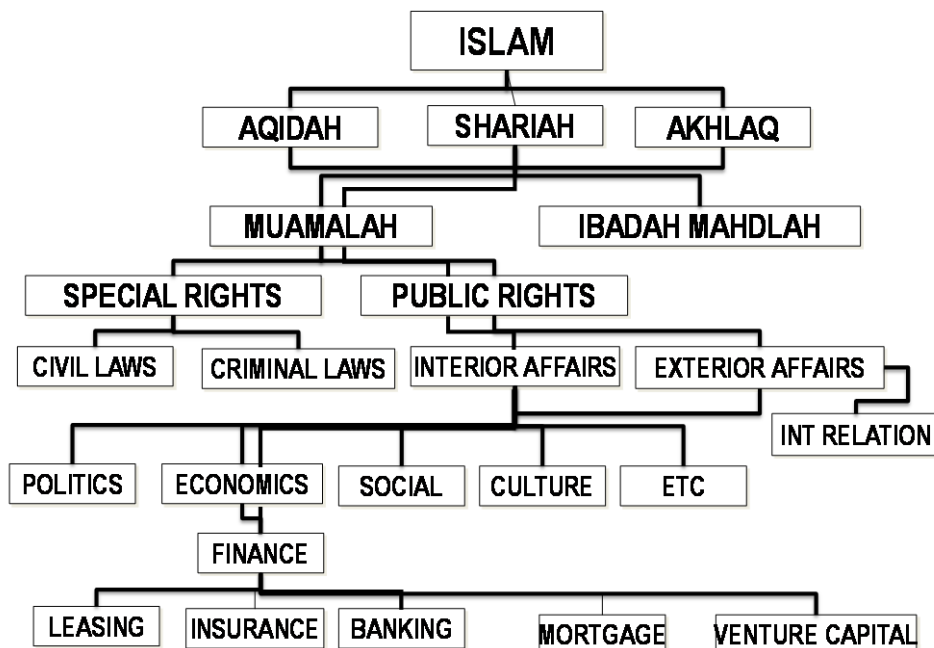 ISLAM
AQIDAH
SHARIAH
AKHLAQ
MUAMALAH
IBADAH MAHDLAH
SPECIAL RIGHTS
PUBLIC RIGHTS
CIVIL LAWS
CRIMINAL LAWS
INTERIOR AFFAIRS
EXTERIOR AFFAIRS
INT RELATION
POLITICS
ECONOMICS
SOCIAL
CULTURE
ETC
FINANCE
LEASING
INSURANCE
BANKING
MORTGAGE
VENTURE CAPITAL